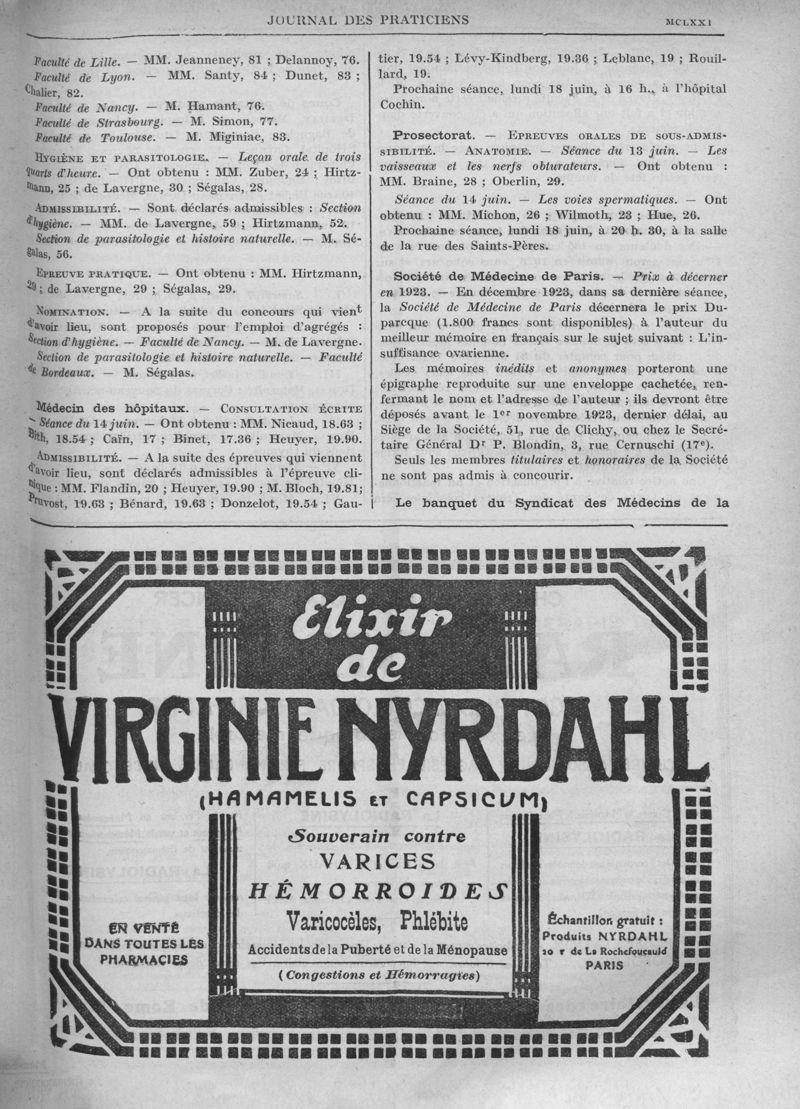 JOURNAL DES PRATICIENS MCLXXI
Faculté de Lille. — MM. Jeanneney, 81 ; Delannoy, 76.
Faculté de Lyon. — MM. Santy, 84 ; Dunet, 83 ;
Chalier, 82.
Faculté de Nancy. — M. Hamant, 76.
Faculté de Strasbourg. — M. Simon, 77.
Faculté de Toulouse. — M. Miginiac, 83.
HYGIÈNE ET PARASITOLOGIE. — Leçon orale de trois
quarts d'heure. — Ont obtenu : MM. Zuber, 24 ; Hirtz-
mann, 25 ; de Lavergne, 30 ; Ségalas, 28.
ADMISSIBILITÉ. — Sont déclarés admissibles : Section
d'hygiène. — MM. de Lavergne, 59 ; Hirtzmann, 52.
Section de parasitologie et histoire naturelle. — M. Sé-
galas, 56.
EPREUVE PRATIQUE. — Ont obtenu : MM. Hirtzmann,
29 ; de Lavergne, 29 ; Ségalas, 29.
NOMINATION. — A la suite du concours qui vient
d'avoir lieu, sont proposés pour l'emploi d'agrégés :
Section d'hygiène. — Faculté de Nancy. — M. de Lavergne.
Section de parasitologie et histoire naturelle. — Faculté
de Bordeaux. — M. Ségalas.
Médecin des hôpitaux. — CONSULTATION ÉCRITE
— Séance du 14 juin. — Ont obtenu : MM. Nicaud, 18.63 ;
Bith, 18.54 ; Caïn, 17 ; Binet, 17.36 ; Heuyer, 19.90.
ADMISSIBILITÉ. — A la suite des épreuves qui viennent
d'avoir lieu, sont déclarés admissibles à l'épreuve cli-
nique : MM. Flandin, 20 ; Heuyer, 19.90 ; M. Bloch, 19.81;
Pruvost, 19.63 ; Bénard, 19.63 ; Donzelot, 19.54 ; Gau-
tier, 19.54 ; Lévy-Kindberg, 19.36 ; Leblanc, 19 ; Rouil-
lard, 19.
Prochaine séance, lundi 18 juin, à 16 h., à l'hôpital
Cochin.
Prosectorat. — EPREUVES ORALES DE SOUS-ADMIS-
SIBILITÉ. — ANATOMIE. — Séance du 13 juin. — Les
vaisseaux et les nerfs obturateurs. — Ont obtenu :
MM. Braine, 28 ; Oberlin, 29.
Séance du 14 juin. — Les voies spermatiques. — Ont
obtenu : MM. Michon, 26 ; Wilmoth, 23 ; Hue, 26.
Prochaine séance, lundi 18 juin, à 20 h. 30, à la salle
de la rue des Saints-Pères.
Société de Médecine de Paris. — Prix à décerner
en 1923. — En décembre 1923, dans sa dernière séance,
la Société de Médecine de Paris décernera le prix Du-
parcque (1.800 francs sont disponibles) à l'auteur du
meilleur mémoire en français sur le sujet suivant : L'in-
suffisance ovarienne.
Les mémoires inédits et anonymes porteront une
épigraphe reproduite sur une enveloppe cachetée, ren-
fermant le nom et l'adresse de l'auteur ; ils devront être
déposés avant le 1er novembre 1923, dernier délai, au
Siège de la Société, 51, rue de Clichy, ou chez le Secré-
taire Général Dr P. Blondin, 3, rue Cernuschi (17e).
Seuls les membres titulaires et honoraires de la Société
ne sont pas admis à concourir.
Le banquet du Syndicat des Médecins de la
Elixir
de
VIRGINIE NYRDAHL
(HAMAMELIS ET CAPSICUM)
Souverain contre
VARICES
HÉMORROIDES
Varicocèles, Phlébite
Accidents de la Puberté et de la Ménopause
(Congestions et Hémorragies)
EN VENTE
DANS TOUTES LES
PHARMACIES
Échantillon gratuit :
Produits NYRDAHL
20 r de La Rochefoucauld
PARIS